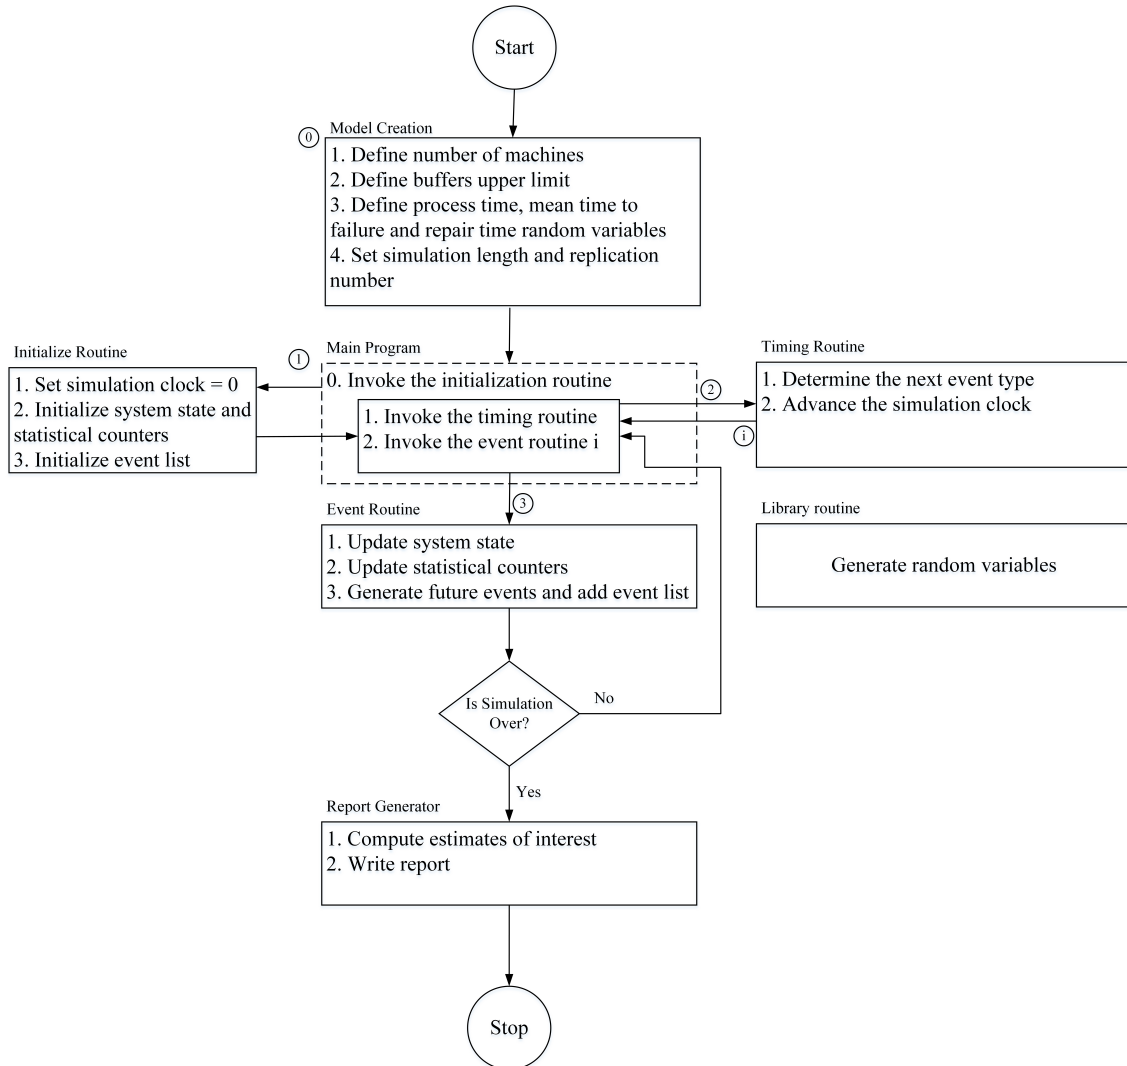 Start
0
Model Creation
1. Define number of machines
2. Define buffers upper limit
3. Define process time, mean time to
failure and repair time random variables
4. Set simulation length and replication
number
Initialize Routine
1
1. Set simulation clock = 0
2. Initialize system state and
statistical counters
3. Initialize event list
Main Program
0. Invoke the initialization routine
1. Invoke the timing routine
2. Invoke the event routine i
2
Timing Routine
1. Determine the next event type
2. Advance the simulation clock
i
3
Event Routine
1. Update system state
2. Update statistical counters
3. Generate future events and add event list
Library routine
Generate random variables
Is Simulation
Over?
No
Yes
Report Generator
1. Compute estimates of interest
2. Write report
Stop